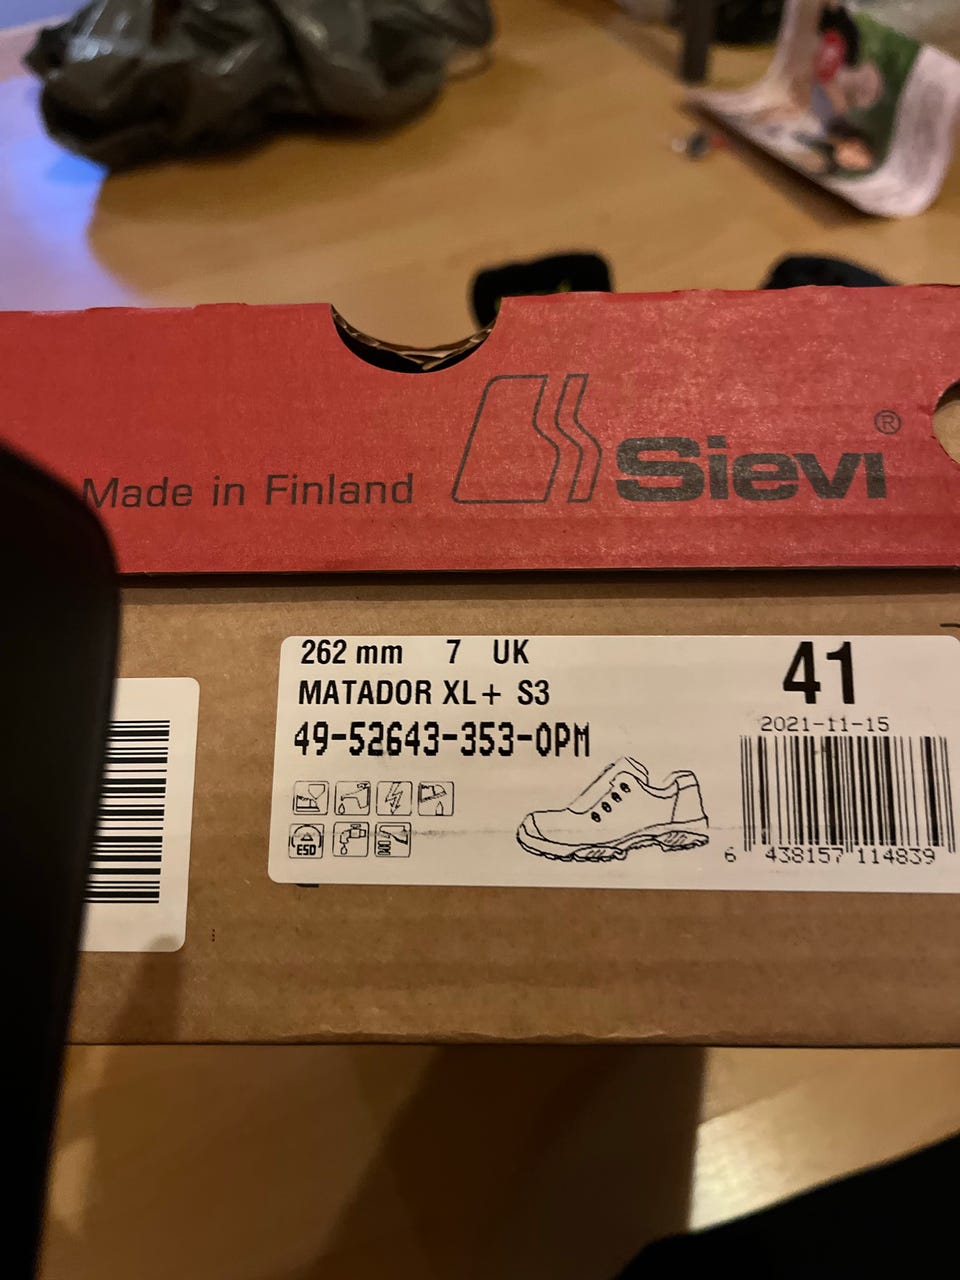 Made in Finland
Sievi®
262 mm 7 UK
MATADOR XL+ S3
49-52643-353-0PM
41
2021-11-15
ESD
6 438157 114839